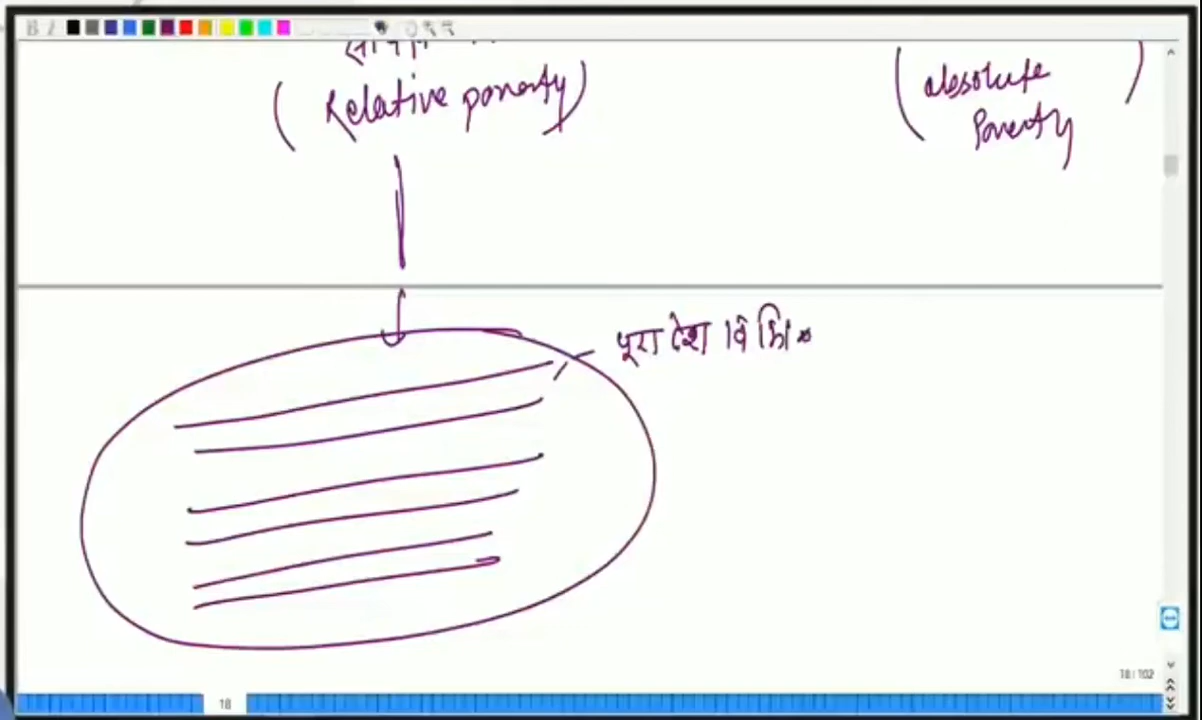 (Relative poverty)
(absolute
Poverty)
पूरा देश
18/102
18